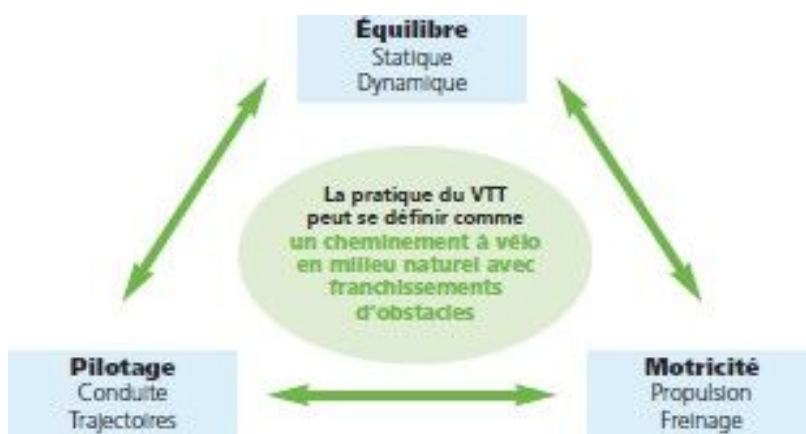 Équilibre
Statique
Dynamique
La pratique du VTT
peut se définir comme
un cheminement à vélo
en milieu naturel avec
franchissements
d'obstacles
Pilotage
Conduite
Trajectoires
Motricité
Propulsion
Freinage